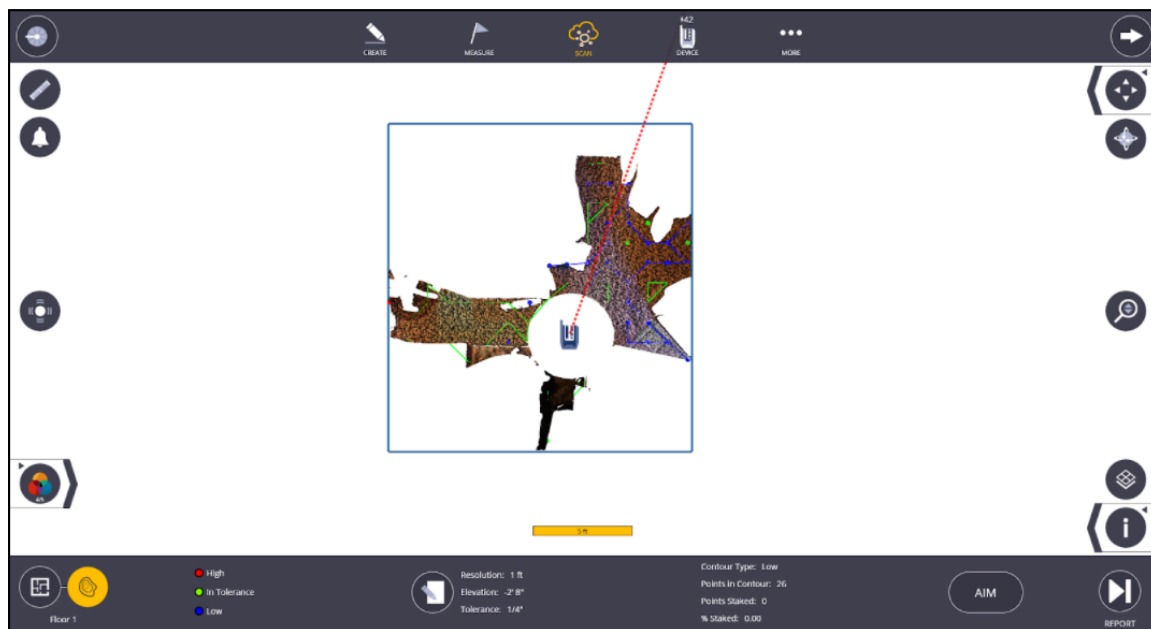 +42
CREATE
MEASURE
SCAN
DEVICE
MORE
5 ft
Floor 1
High
In Tolerance
Low
Resolution: 1 ft
Elevation: -2' 8"
Tolerance: 1/4"
Contour Type: Low
Points in Contour: 26
Points Staked: 0
% Staked: 0.00
AIM
REPORT